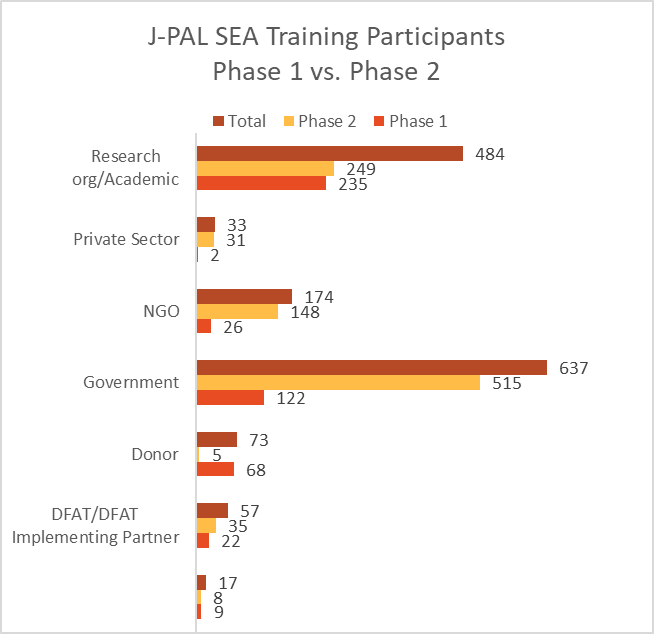 J-PAL SEA Training Participants
Phase 1 vs. Phase 2
Total Phase 2 Phase 1
Research
org/Academic
484
249
235
Private Sector
33
31
2
NGO
174
148
26
Government
637
515
122
Donor
73
5
68
DFAT/DFAT
Implementing Partner
57
35
22
17
8
9